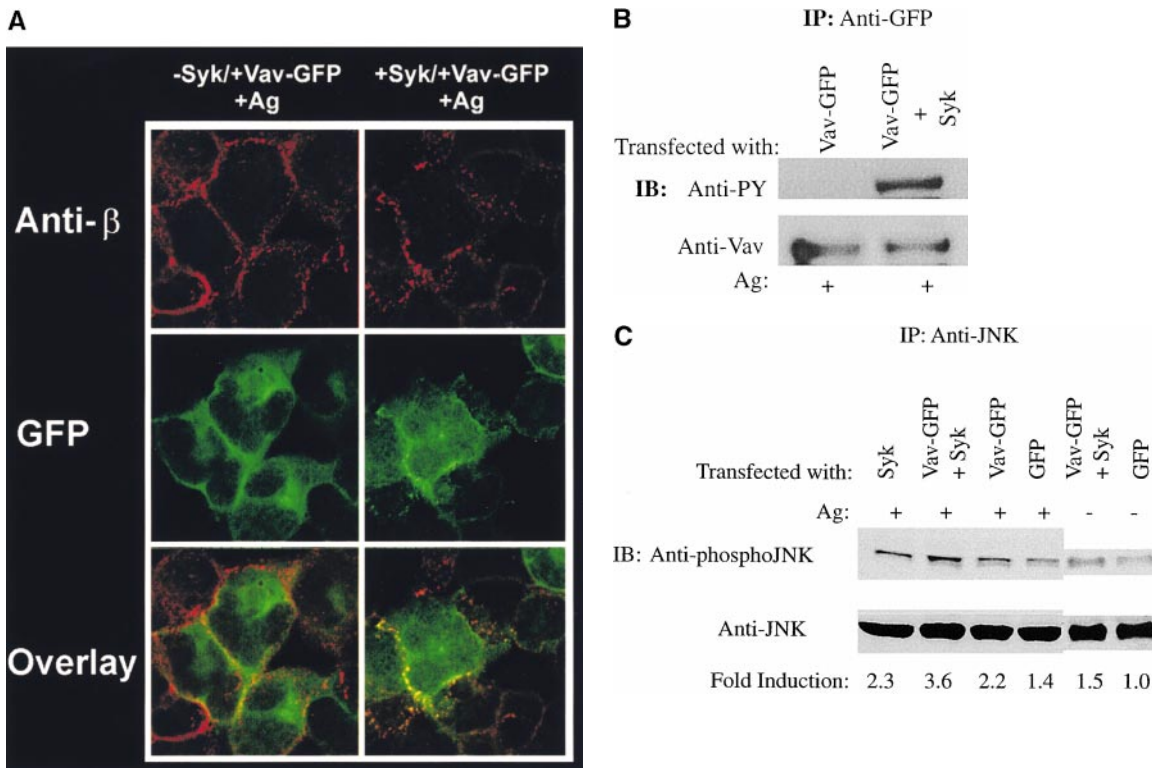 A
-Syk/+Vav-GFP
+Ag
+Syk/+Vav-GFP
+Ag
Anti-β
GFP
Overlay
B
IP: Anti-GFP
Transfected with:
Vav-GFP
Vav-GFP
+
Syk
IB: Anti-PY
Anti-Vav
Ag: + +
C
IP: Anti-JNK
Transfected with:
Syk
Vav-GFP
+ Syk
Vav-GFP
GFP
Vav-GFP
+ Syk
GFP
Ag: + + + + - -
IB: Anti-phosphoJNK
Anti-JNK
Fold Induction: 2.3 3.6 2.2 1.4 1.5 1.0